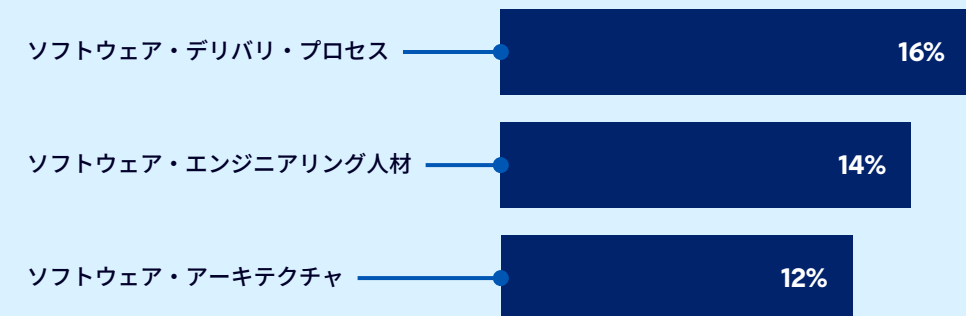 ソフトウェア・デリバリ・プロセス 16%
ソフトウェア・エンジニアリング人材 14%
ソフトウェア・アーキテクチャ 12%